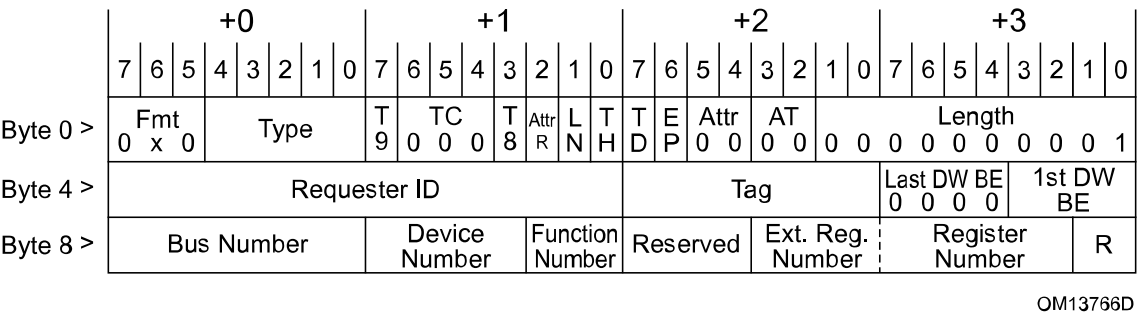 +0 +1 +2 +3
7 6 5 4 3 2 1 0 7 6 5 4 3 2 1 0 7 6 5 4 3 2 1 0 7 6 5 4 3 2 1 0
Byte 0 > Fmt Type T TC T Attr L T T E Attr AT Length
0 x 0 9 0 0 0 8 R N H D P 0 0 0 0 0 0 0 0 0 0 0 0 0 1
Byte 4 > Requester ID Tag Last DW BE 1st DW
0 0 0 0 BE
Byte 8 > Bus Number Device Function Reserved Ext. Reg. Register R
Number Number Number Number
OM13766D